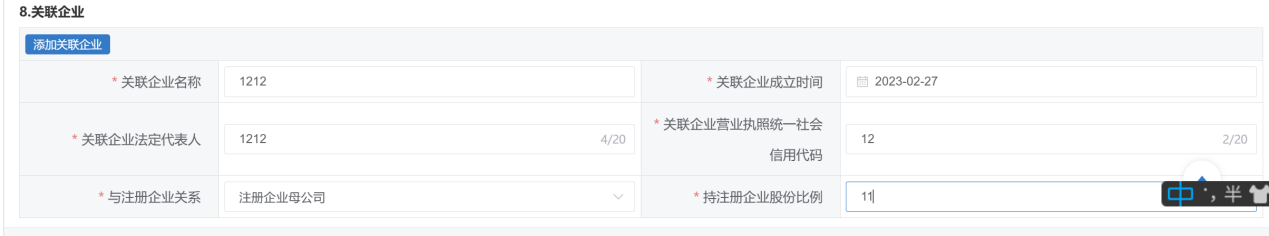 8.关联企业
添加关联企业
* 关联企业名称 1212 * 关联企业成立时间 2023-02-27
* 关联企业法定代表人 1212 4/20 * 关联企业营业执照统一社会
信用代码 12 2/20
* 与注册企业关系 注册企业母公司 * 持注册企业股份比例 11
中 ·, 半